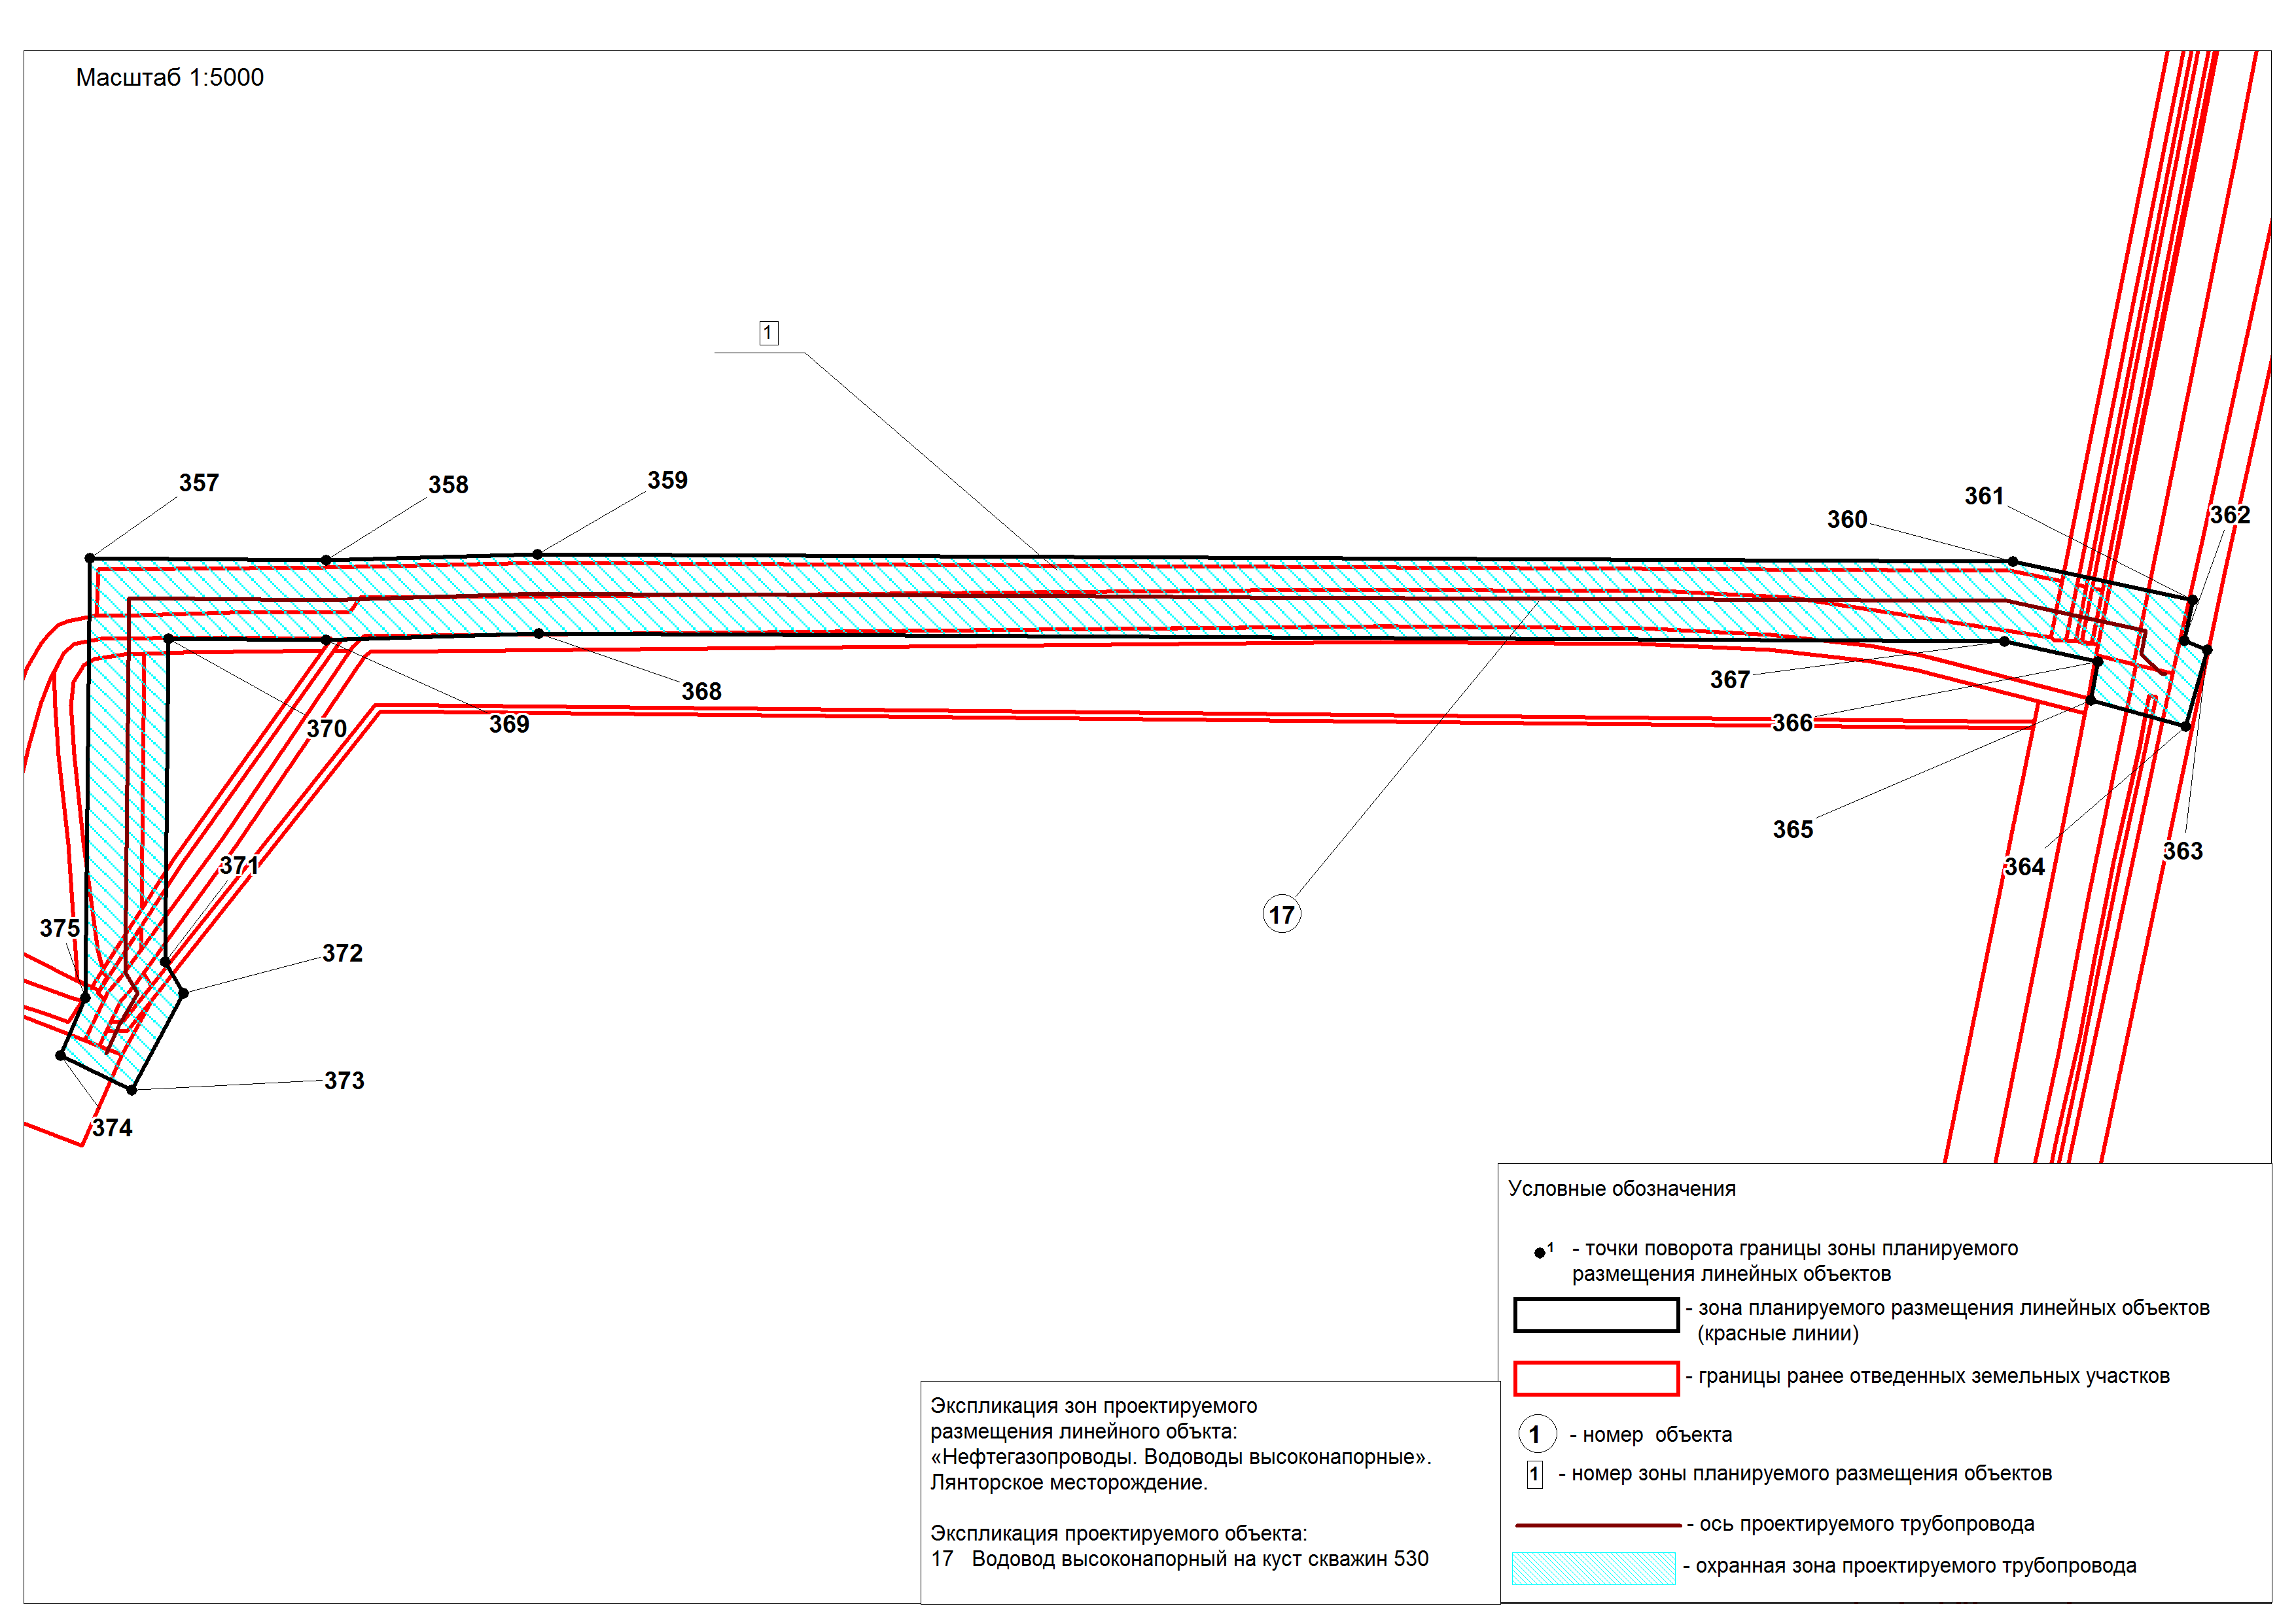 Масштаб 1:5000
1
357
358
359
360
361
362
367
366
365
364
363
368
369
370
371
372
373
374
375
17
Условные обозначения
1 - точки поворота границы зоны планируемого
размещения линейных объектов
- зона планируемого размещения линейных объектов
(красные линии)
- границы ранее отведенных земельных участков
1 - номер объекта
1 - номер зоны планируемого размещения объектов
- ось проектируемого трубопровода
- охранная зона проектируемого трубопровода
Экспликация зон проектируемого
размещения линейного объкта:
«Нефтегазопроводы. Водоводы высоконапорные».
Лянторское месторождение.
Экспликация проектируемого объекта:
17 Водовод высоконапорный на куст скважин 530